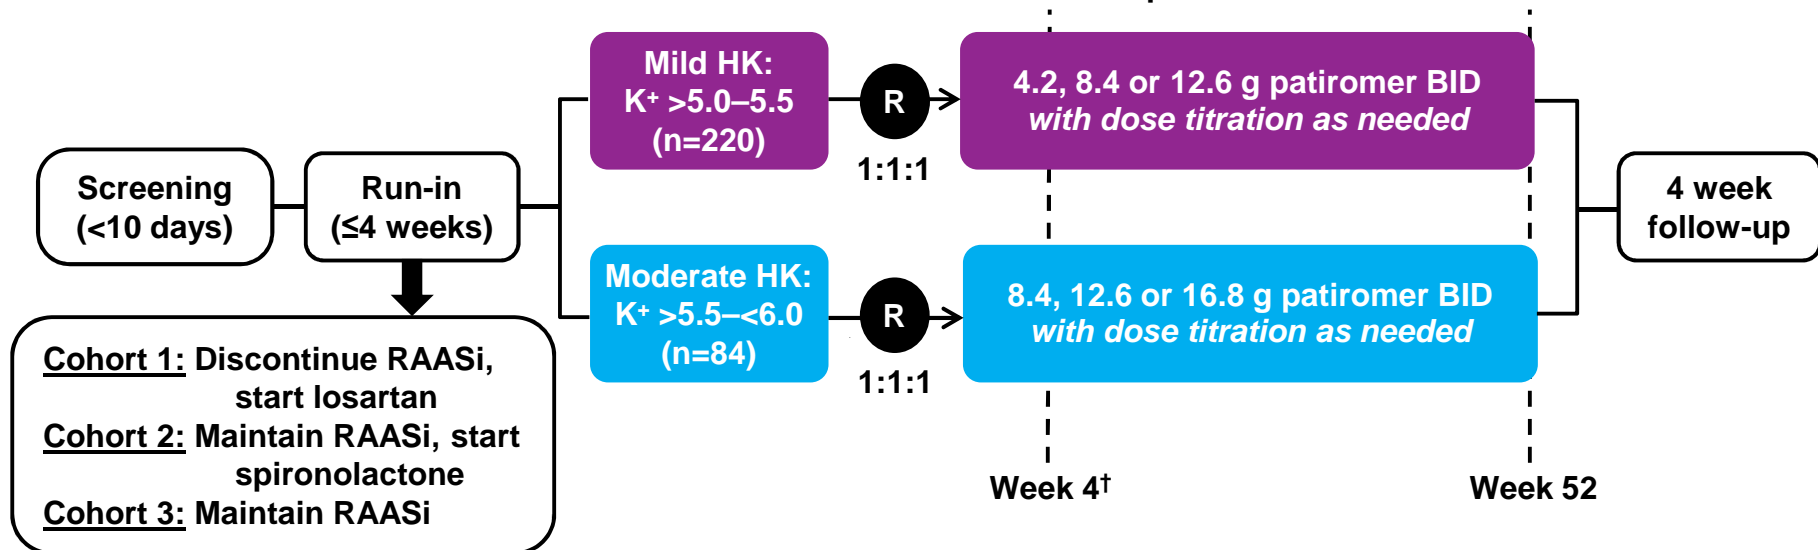 Screening
(<10 days)
Run-in
(≤4 weeks)
Cohort 1: Discontinue RAASi,
start losartan
Cohort 2: Maintain RAASi, start
spironolactone
Cohort 3: Maintain RAASi
Mild HK:
K⁺ >5.0–5.5
(n=220)
R
1:1:1
4.2, 8.4 or 12.6 g patiromer BID
with dose titration as needed
Moderate HK:
K⁺ >5.5–<6.0
(n=84)
R
1:1:1
8.4, 12.6 or 16.8 g patiromer BID
with dose titration as needed
Week 4†
Week 52
4 week
follow-up